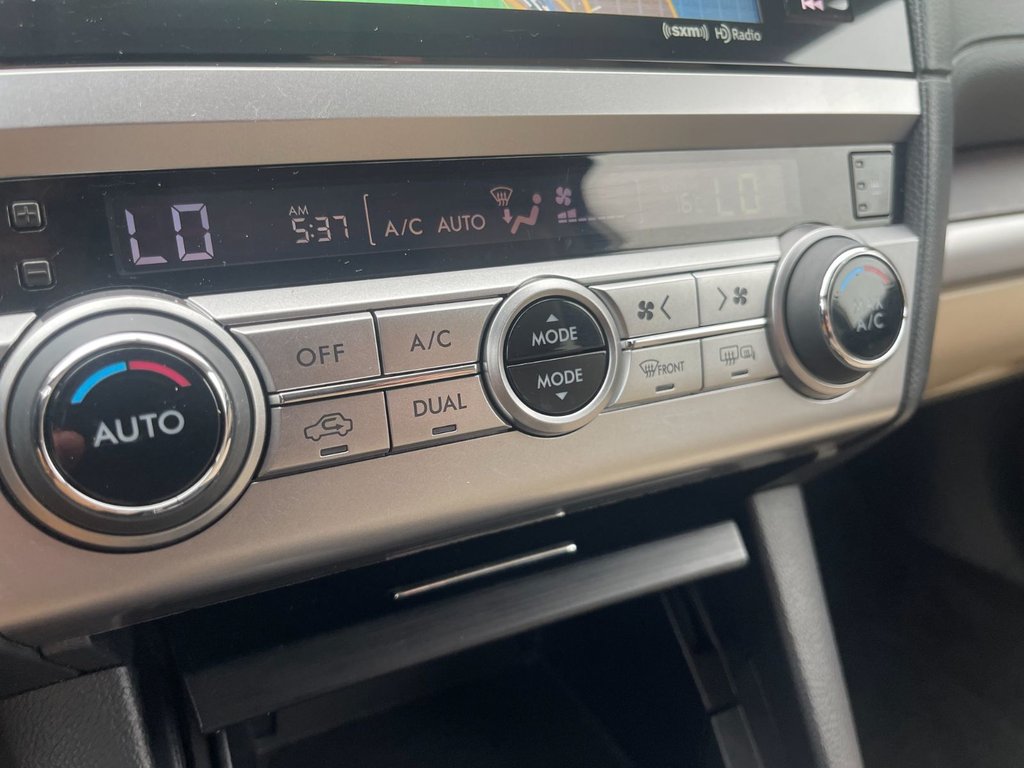 SXM HD Radio
LO AM 5:37 A/C AUTO LO
OFF A/C MODE
DUAL MODE FRONT
AUTO A/C